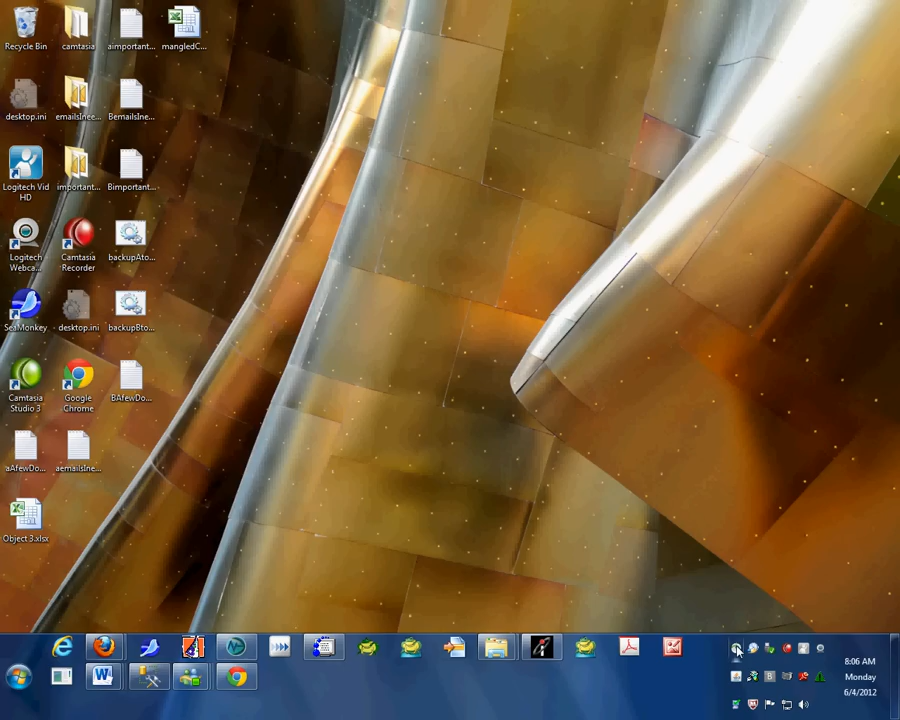 Recycle Bin
camtasia
aimportant...
mangledC...
desktop.ini
emailsInee...
BemailsIne...
Logitech Vid HD
important...
Bimportant...
Logitech Webca...
Camtasia Recorder
backupAto...
SeaMonkey
desktop.ini
backupBto...
Camtasia Studio 3
Google Chrome
BAfewDo...
aAfewDo...
aemailsIne...
Object 3.xlsx
8:06 AM
Monday
6/4/2012